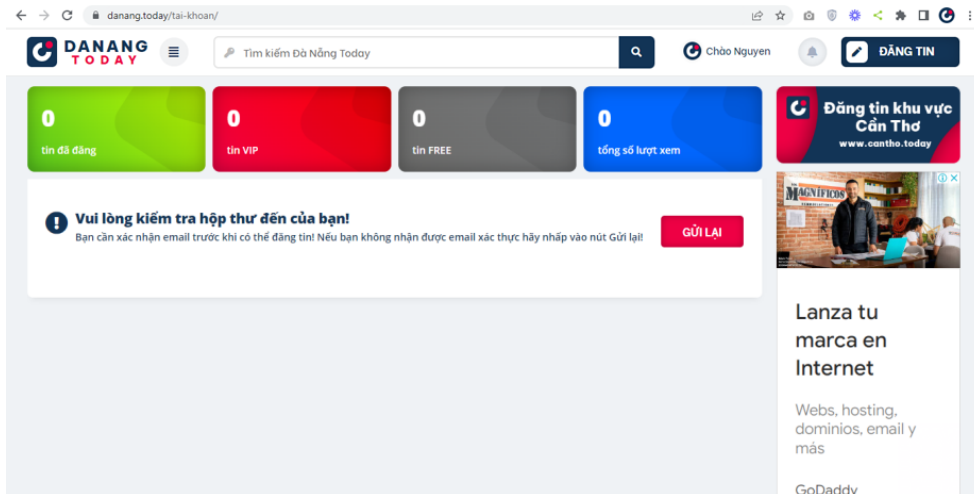 danang.today/tai-khoan/
DANANG
TODAY
Tìm kiếm Đà Nẵng Today
Chào Nguyen
ĐĂNG TIN
0
tin đã đăng
0
tin VIP
0
tin FREE
0
tổng số lượt xem
Đăng tin khu vực
Cần Thơ
www.cantho.today
Vui lòng kiểm tra hộp thư đến của bạn!
Bạn cần xác nhận email trước khi có thể đăng tin! Nếu bạn không nhận được email xác thực hãy nhấp vào nút Gửi lại!
GỬI LẠI
MAGNIFICOS
Lanza tu
marca en
Internet
Webs, hosting,
dominios, email y
más
GoDaddy